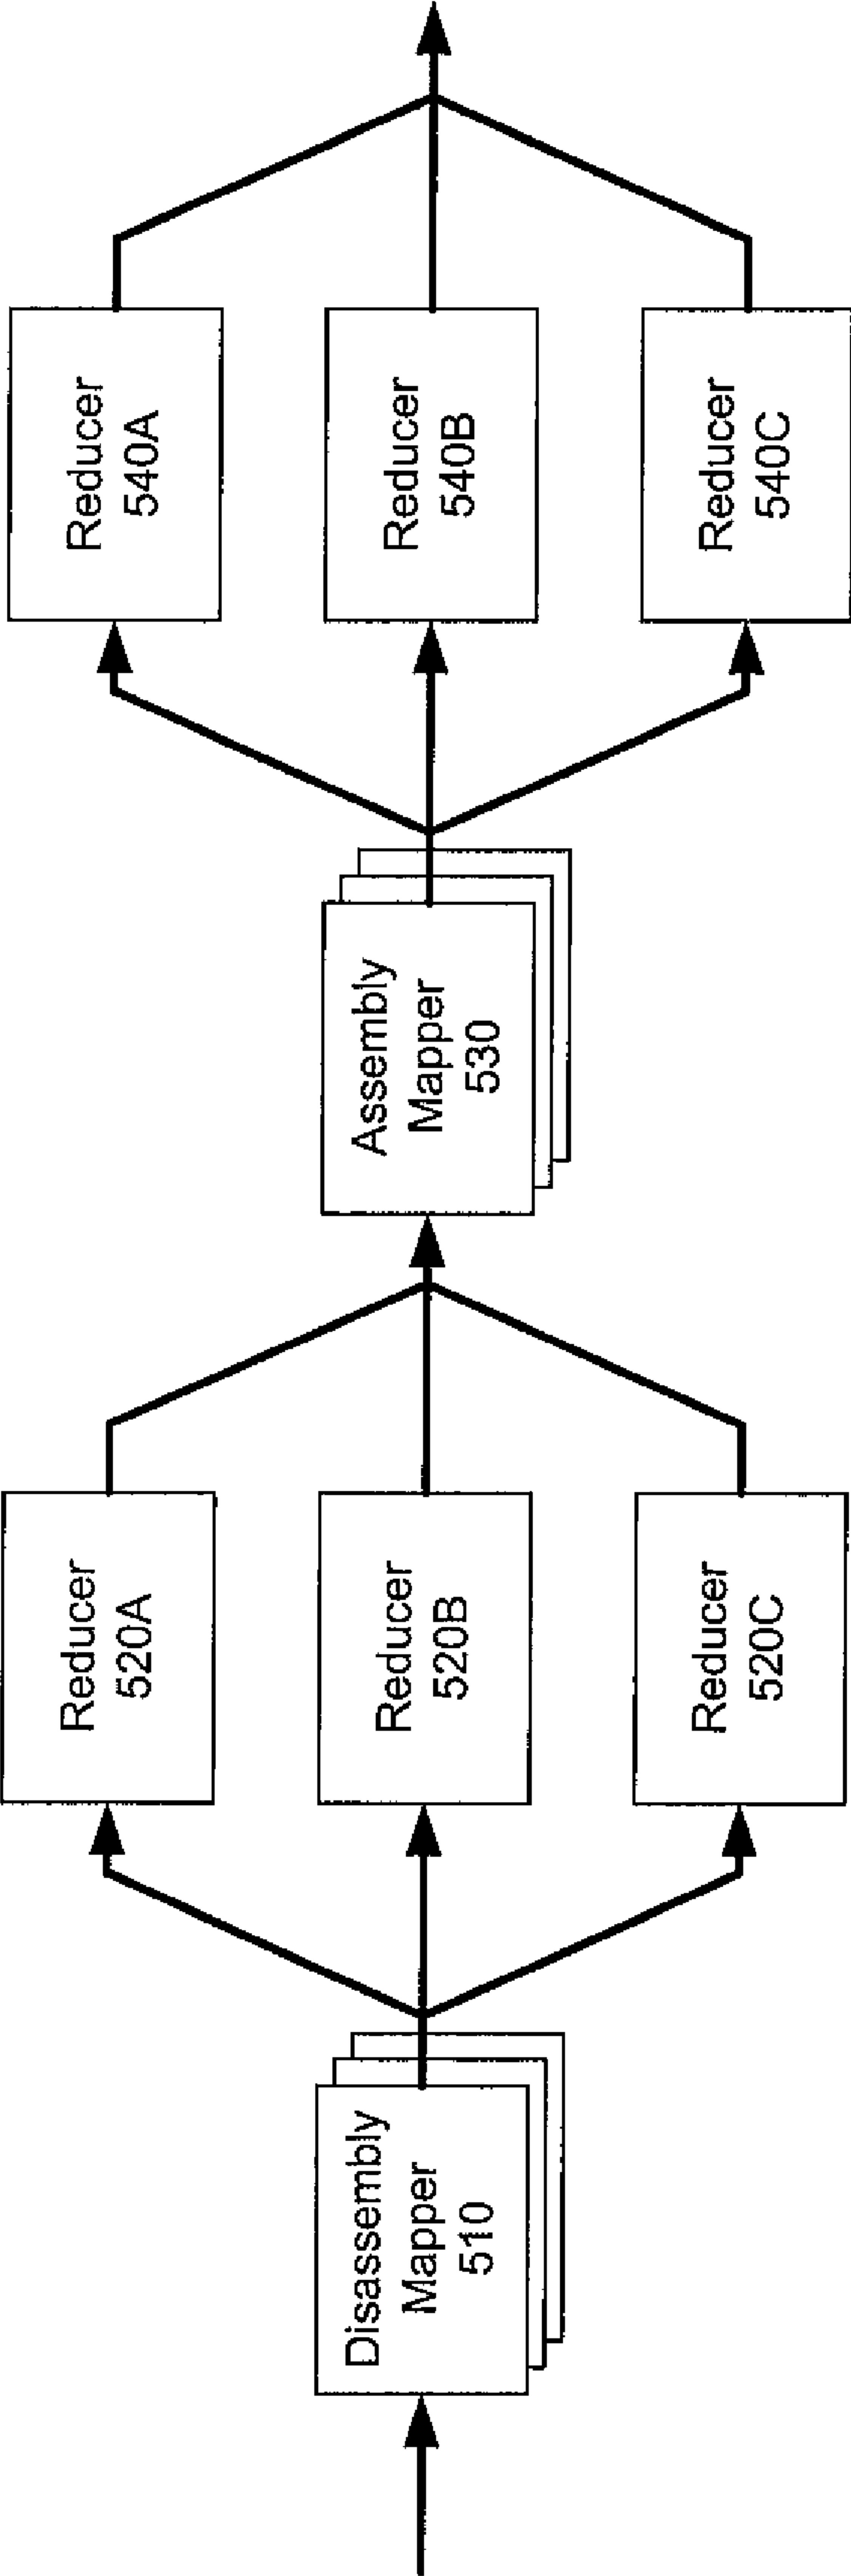 Disassembly
Mapper
510
Reducer
520A
Reducer
520B
Reducer
520C
Assembly
Mapper
530
Reducer
540A
Reducer
540B
Reducer
540C